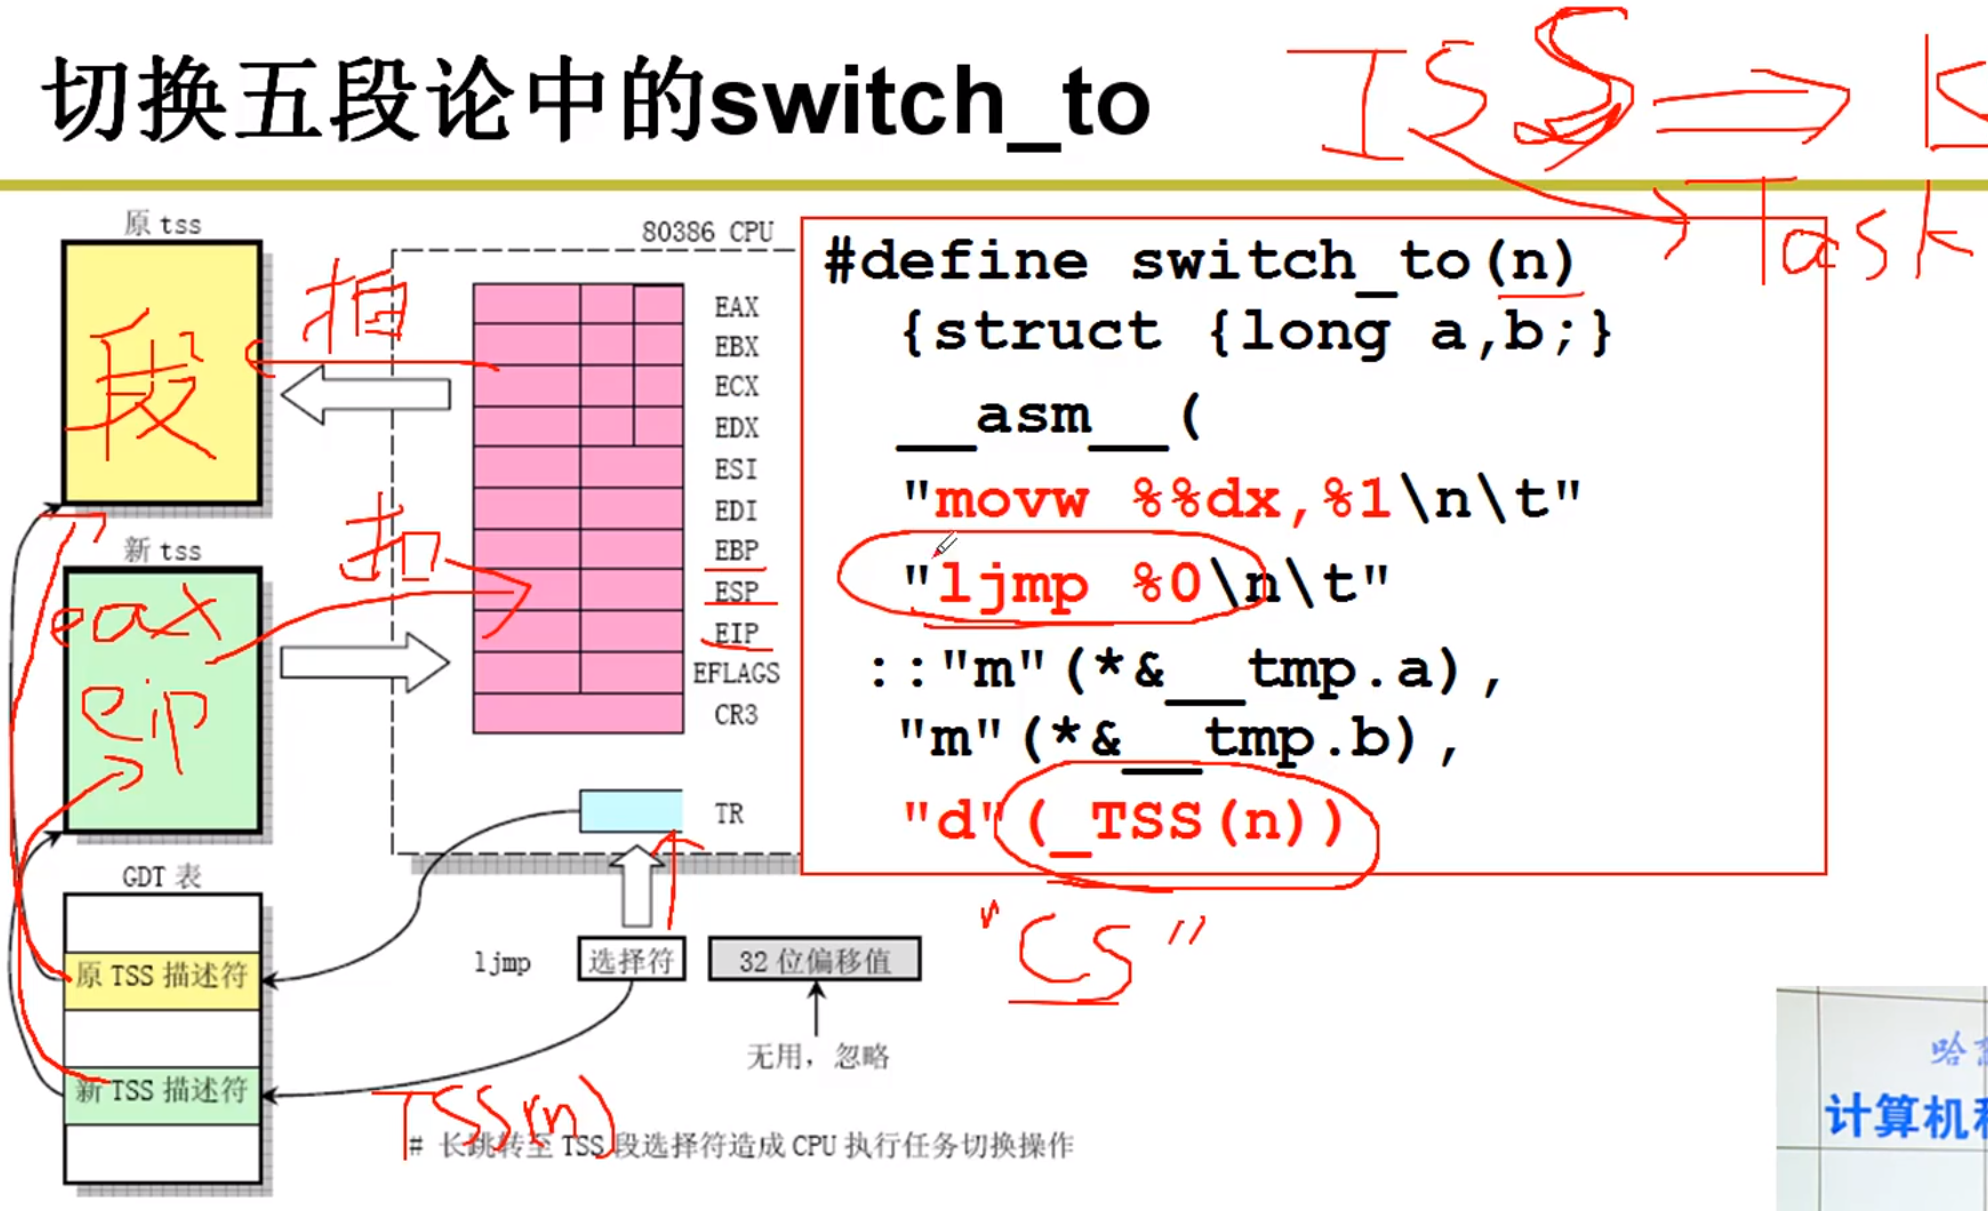 切换五段论中的switch_to
TSS
Task
原 tss
段
拍
80386 CPU
EAX
EBX
ECX
EDX
ESI
EDI
EBP
ESP
EIP
EFLAGS
CR3
TR
新 tss
eax
eip
扣
#define switch_to(n)
{struct {long a,b;}
__asm__(
"movw %%dx,%1\n\t"
"ljmp %0\n\t"
::"m"(*&__tmp.a),
"m"(*&__tmp.b),
"d"(_TSS(n))
"CS"
GDT 表
原 TSS 描述符
新 TSS 描述符
ljmp
选择符
32 位偏移值
无用，忽略
TSS(n)
# 长跳转至 TSS 段选择符造成 CPU 执行任务切换操作
哈
计算机